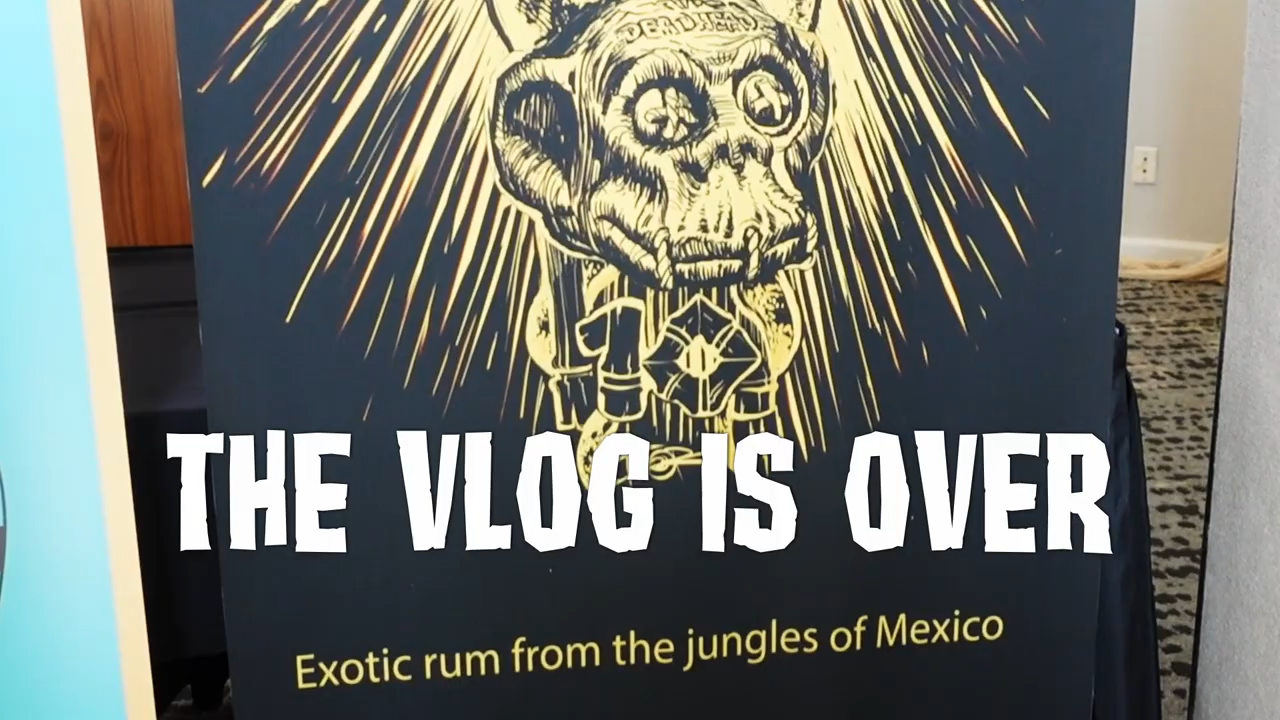 DEADHEAD
THE VLOG IS OVER
Exotic rum from the jungles of Mexico